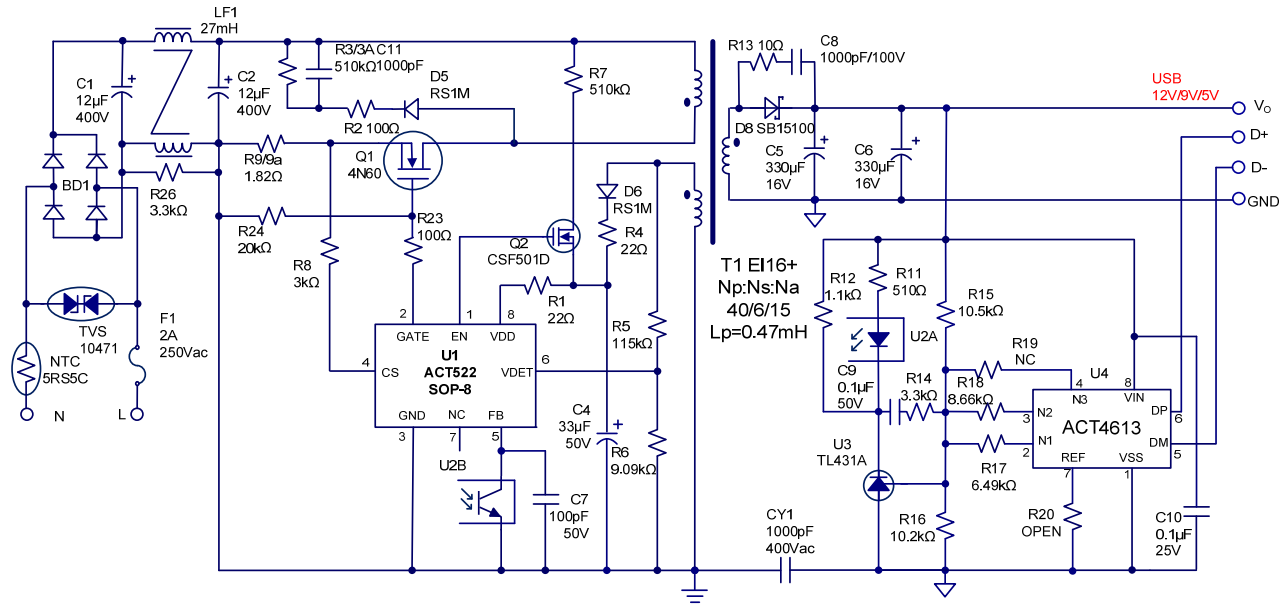 LF1
27mH
C1
12µF
400V
C2
12µF
400V
R3/3A
510kΩ
C11
1000pF
D5
RS1M
R2 100Ω
R7
510kΩ
R13 10Ω
C8
1000pF/100V
D8 SB15100
USB
12V/9V/5V
VO
D+
D-
GND
C5
330µF
16V
C6
330µF
16V
BD1
R26
3.3kΩ
R9/9a
1.82Ω
Q1
4N60
R24
20kΩ
R23
100Ω
R8
3kΩ
Q2
CSF501D
D6
RS1M
R4
22Ω
R1
22Ω
T1 EI16+
Np:Ns:Na
40/6/15
Lp=0.47mH
R12
1.1kΩ
R11
510Ω
R15
10.5kΩ
U2A
TVS
10471
F1
2A
250Vac
NTC
5RS5C
N
L
2
1
8
GATE
EN
VDD
U1
ACT522
SOP-8
4
CS
VDET
6
GND
NC
FB
3
7
5
U2B
R5
115kΩ
C4
33µF
50V
R6
9.09kΩ
C7
100pF
50V
CY1
1000pF
400Vac
C9
0.1µF
50V
R14
3.3kΩ
R19
NC
R18
8.66kΩ
R17
6.49kΩ
U3
TL431A
R16
10.2kΩ
U4
4
8
N3
VIN
3
N2
DP
6
ACT4613
2
N1
DM
5
REF
VSS
7
1
R20
OPEN
C10
0.1µF
25V